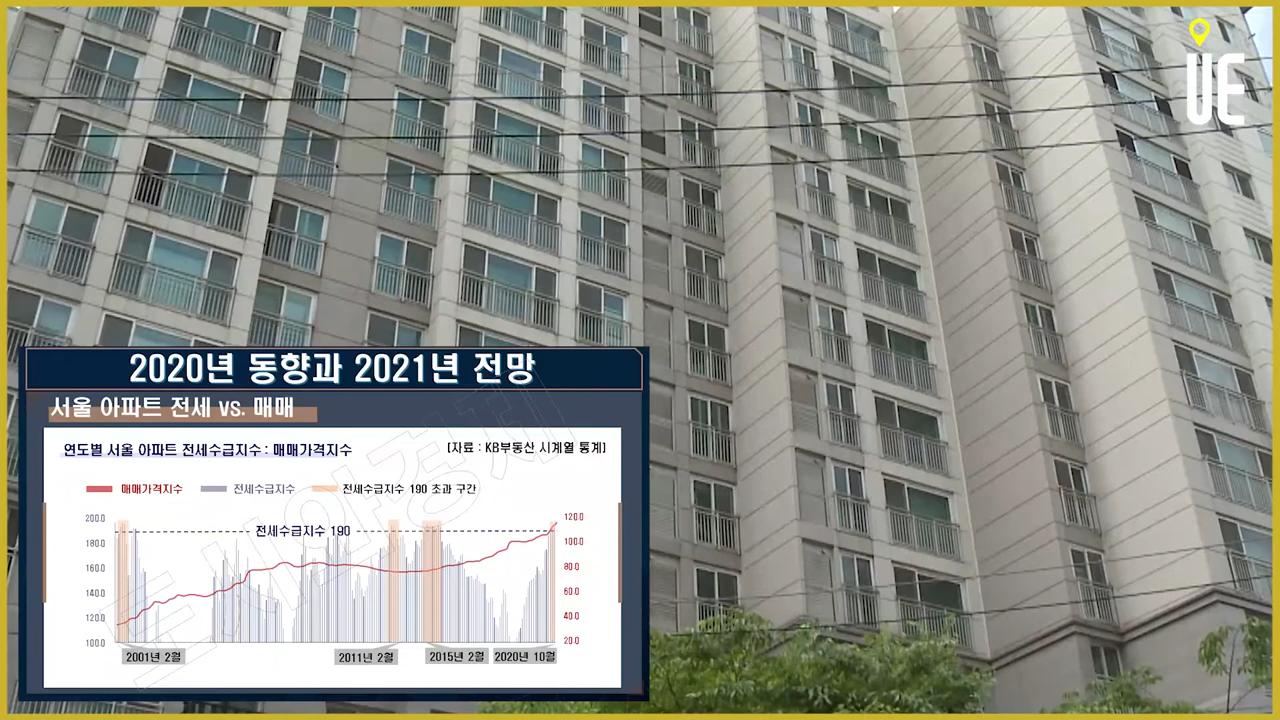 UE
2020년 동향과 2021년 전망
서울 아파트 전세 vs. 매매
연도별 서울 아파트 전세수급지수 : 매매가격지수
[자료 : KB부동산 시계열 통계]
매매가격지수 전세수급지수 전세수급지수 190 초과 구간
전세수급지수 190
200.0
180.0
160.0
140.0
120.0
100.0
120.0
100.0
80.0
60.0
40.0
20.0
2001년 2월 2011년 2월 2015년 2월 2020년 10월
도시와경제